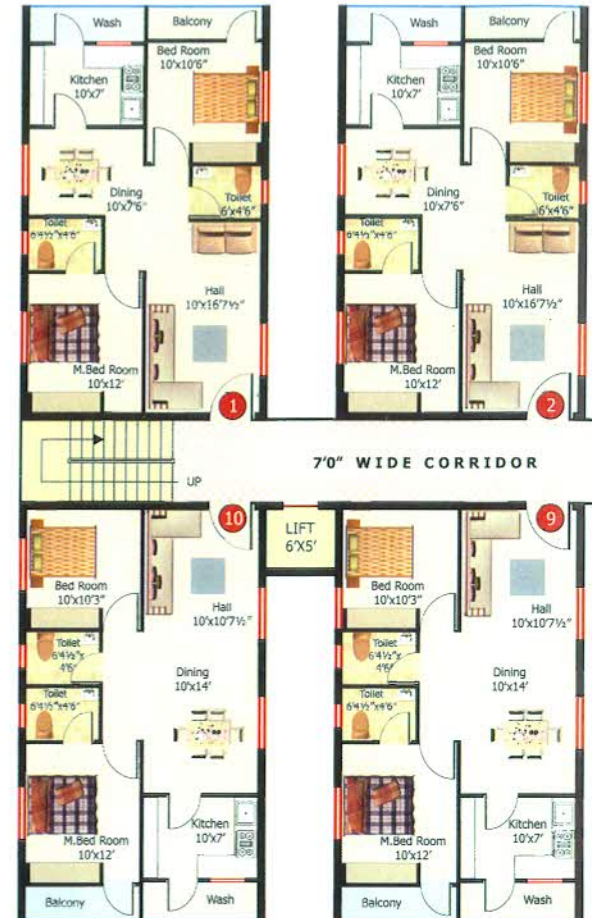 Wash
Balcony
Bed Room
10'x10'6"
Kitchen
10'x7'
Dining
10'x7'6"
Toilet
6'x4'6"
Toilet
6'4½"x4'6"
Hall
10'x16'7½"
M.Bed Room
10'x12'
1
Wash
Balcony
Bed Room
10'x10'6"
Kitchen
10'x7'
Dining
10'x7'6"
Toilet
6'x4'6"
Toilet
6'4½"x4'6"
Hall
10'x16'7½"
M.Bed Room
10'x12'
2
7'0" WIDE CORRIDOR
UP
10
LIFT
6'X5'
9
Bed Room
10'x10'3"
Hall
10'x10'7½"
Toilet
6'4½"x
4'6"
Dining
10'x14'
Toilet
6'4½"x4'6"
Kitchen
10'x7'
M.Bed Room
10'x12'
Balcony
Wash
Bed Room
10'x10'3"
Hall
10'x10'7½"
Toilet
6'4½"x
4'6"
Dining
10'x14'
Toilet
6'4½"x4'6"
Kitchen
10'x7'
M.Bed Room
10'x12'
Balcony
Wash